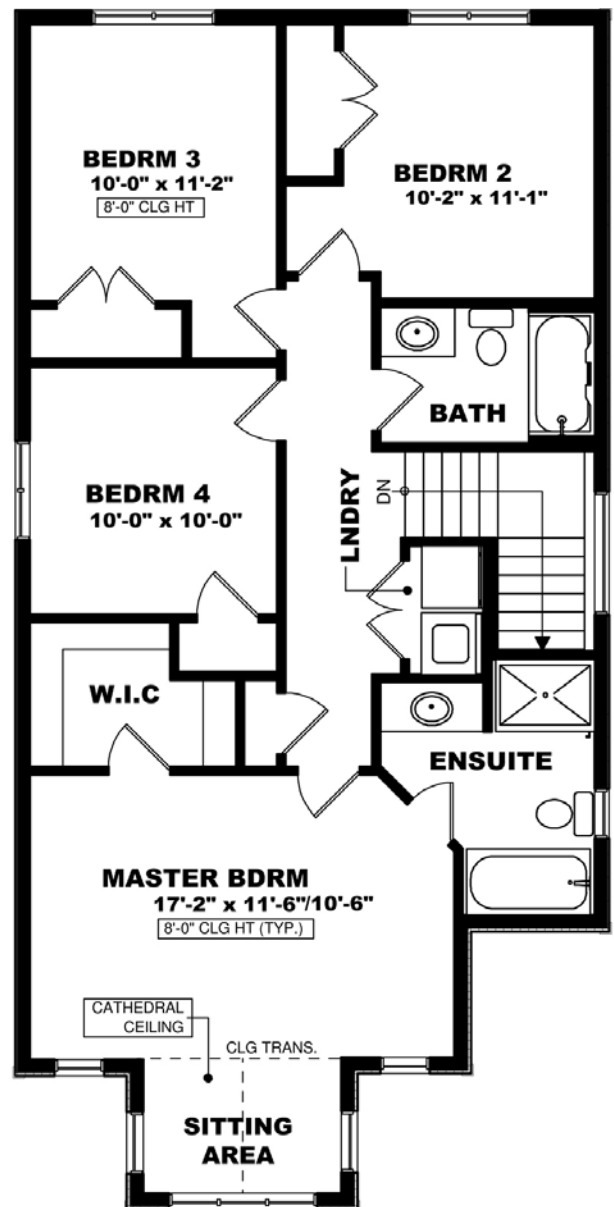 BEDRM 3
10'-0" x 11'-2"
8'-0" CLG HT
BEDRM 2
10'-2" x 11'-1"
BATH
BEDRM 4
10'-0" x 10'-0"
LNDRY
DN
W.I.C
ENSUITE
MASTER BDRM
17'-2" x 11'-6"/10'-6"
8'-0" CLG HT (TYP.)
CATHEDRAL
CEILING
CLG TRANS.
SITTING
AREA